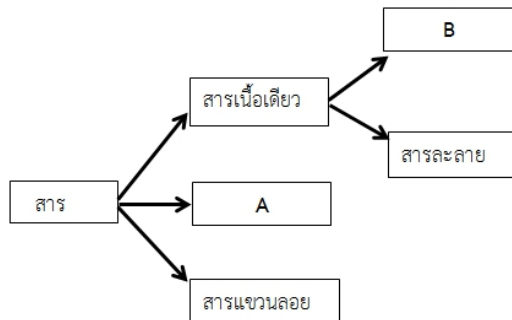 B
สารเนื้อเดียว
สารละลาย
สาร
A
สารแขวนลอย